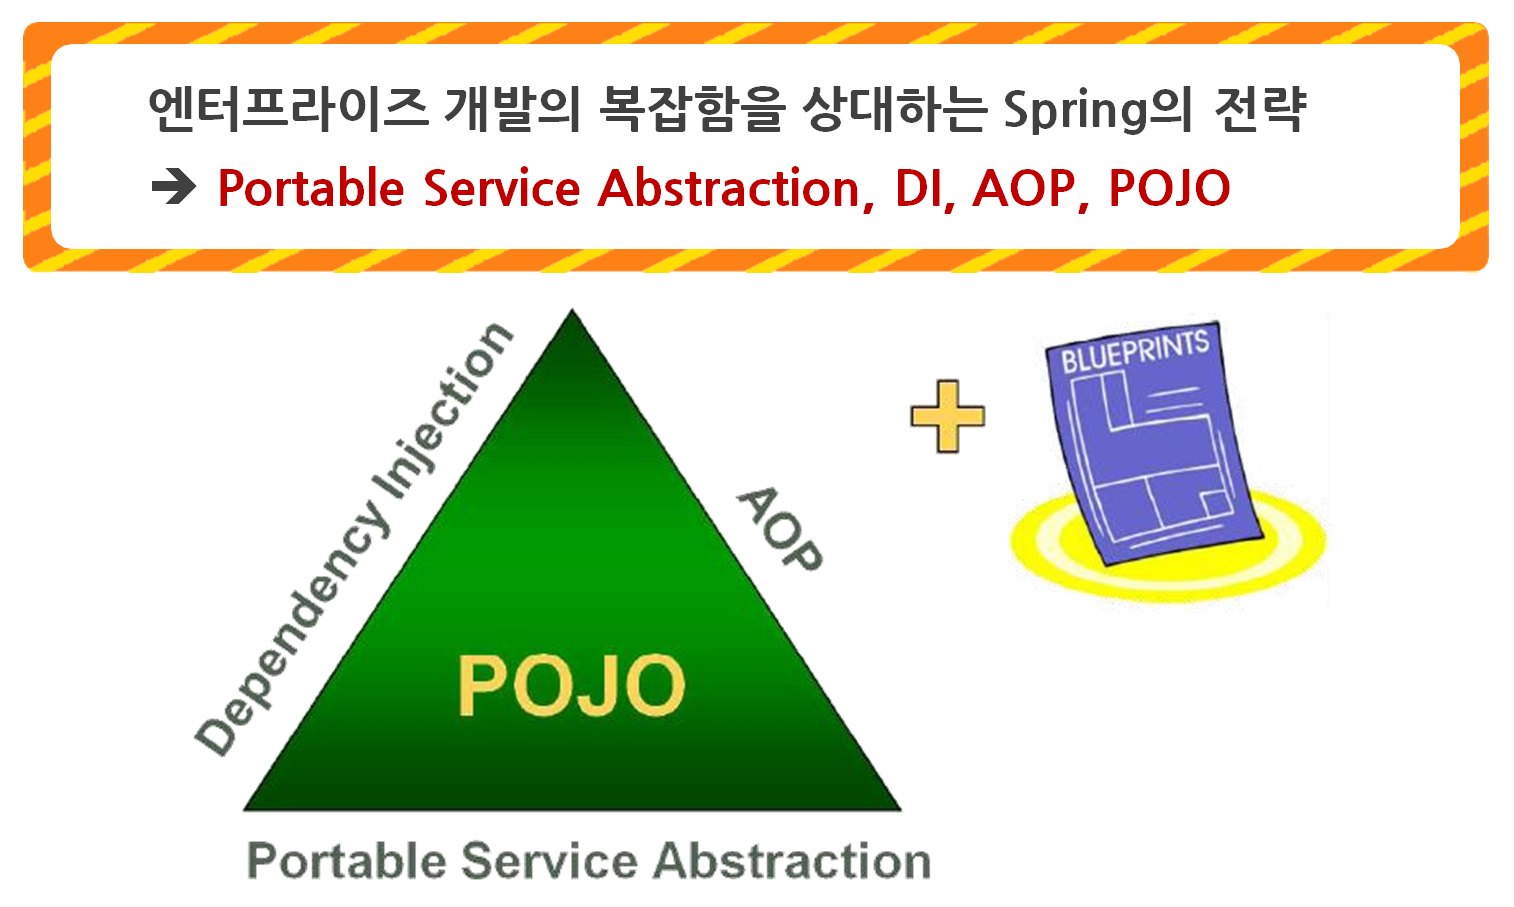 엔터프라이즈 개발의 복잡함을 상대하는 Spring의 전략
➔ Portable Service Abstraction, DI, AOP, POJO
Dependency Injection
AOP
POJO
Portable Service Abstraction
BLUEPRINTS